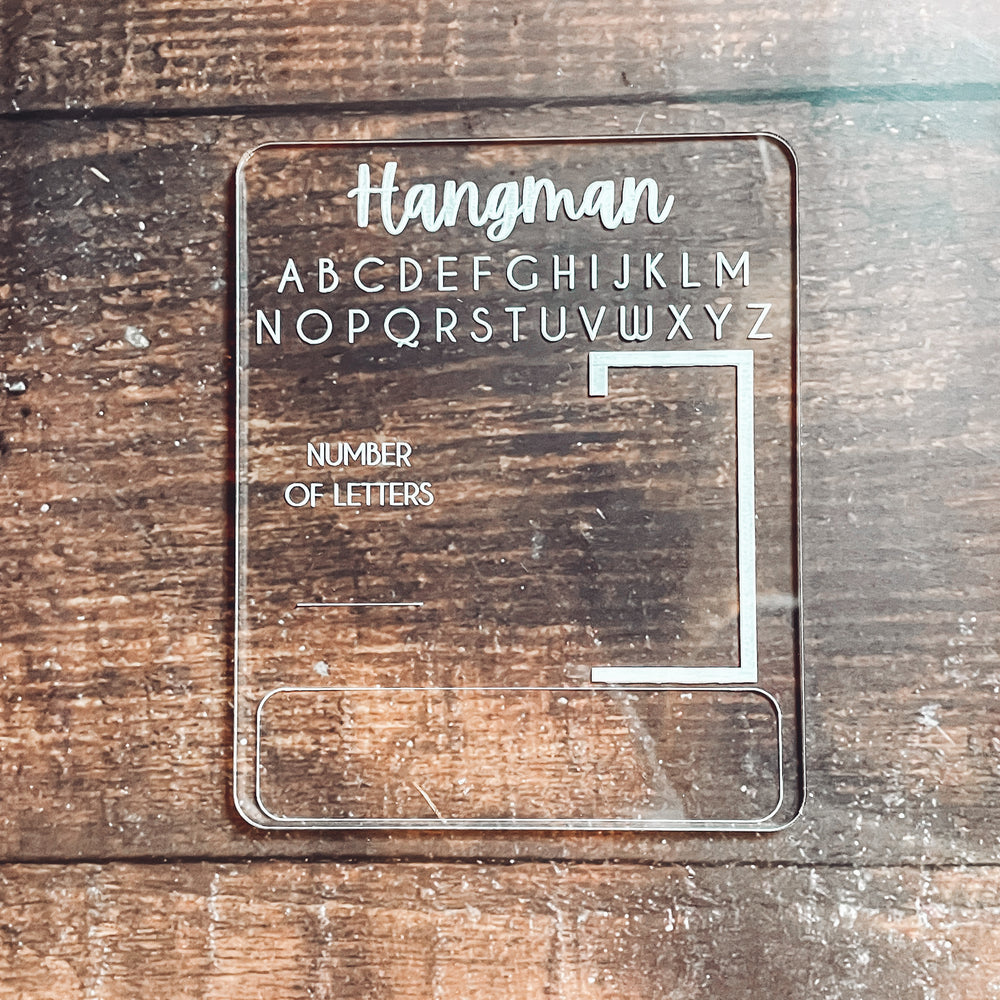 Hangman
ABCDEFGHIJKLM
NOPQRSTUVWXYZ
NUMBER
OF LETTERS